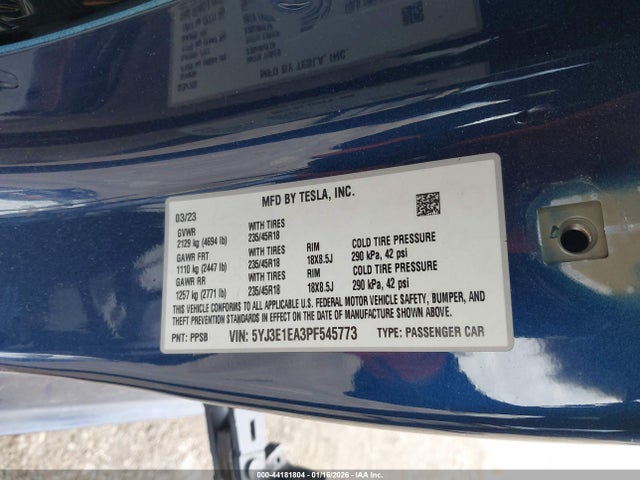 MFD BY TESLA, INC.
03/23
GVWR WITH TIRES
2129 kg (4694 lb) 235/45R18
GAWR FRT WITH TIRES RIM COLD TIRE PRESSURE
1110 kg (2447 lb) 235/45R18 18X8.5J 290 kPa, 42 psi
GAWR RR WITH TIRES RIM COLD TIRE PRESSURE
1257 kg (2771 lb) 235/45R18 18X8.5J 290 kPa, 42 psi
THIS VEHICLE CONFORMS TO ALL APPLICABLE U.S. FEDERAL MOTOR VEHICLE SAFETY, BUMPER, AND
THEFT PREVENTION STANDARDS IN EFFECT ON THE DATE OF MANUFACTURE SHOWN ABOVE.
PNT: PPSB VIN: 5YJ3E1EA3PF545773 TYPE: PASSENGER CAR
000-44181804 - 01/16/2026 - IAAI.com